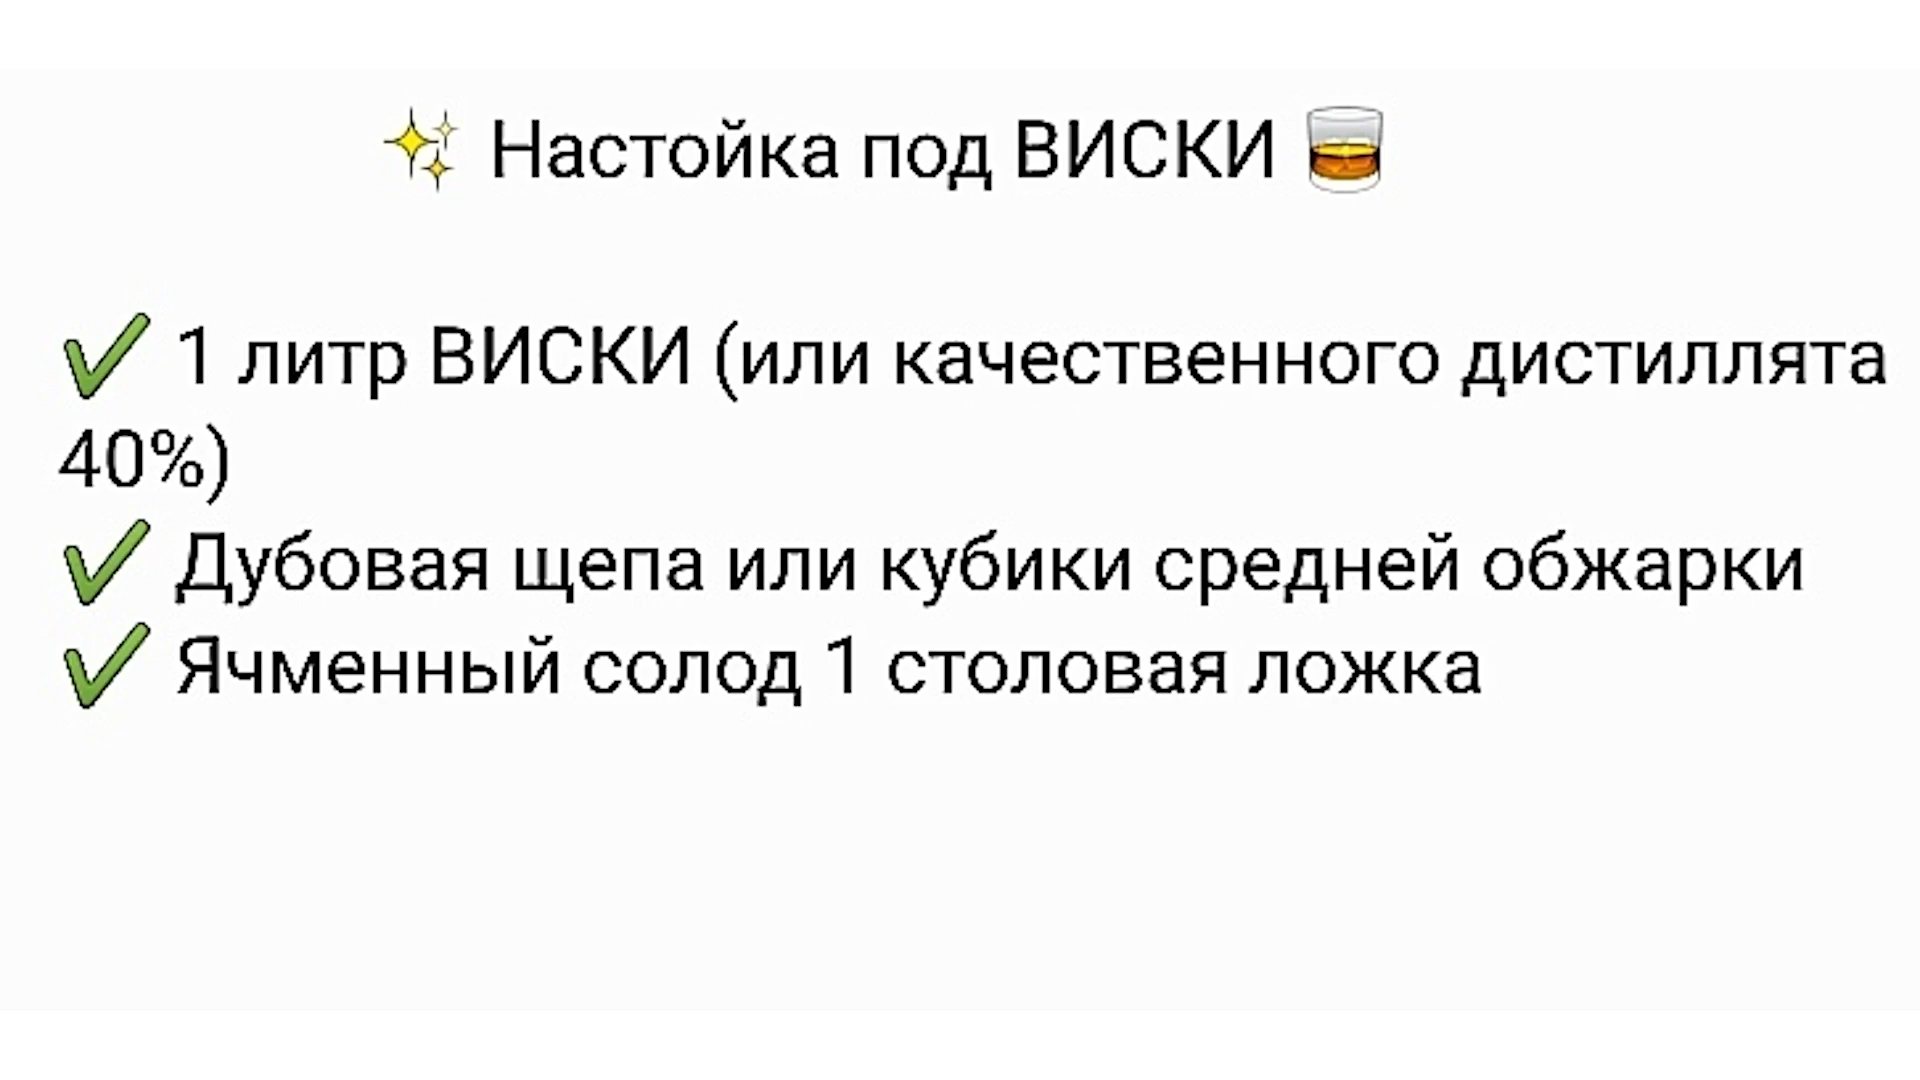 ✨ Настойка под ВИСКИ 🥃
✔ 1 литр ВИСКИ (или качественного дистиллята
40%)
✔ Дубовая щепа или кубики средней обжарки
✔ Ячменный солод 1 столовая ложка